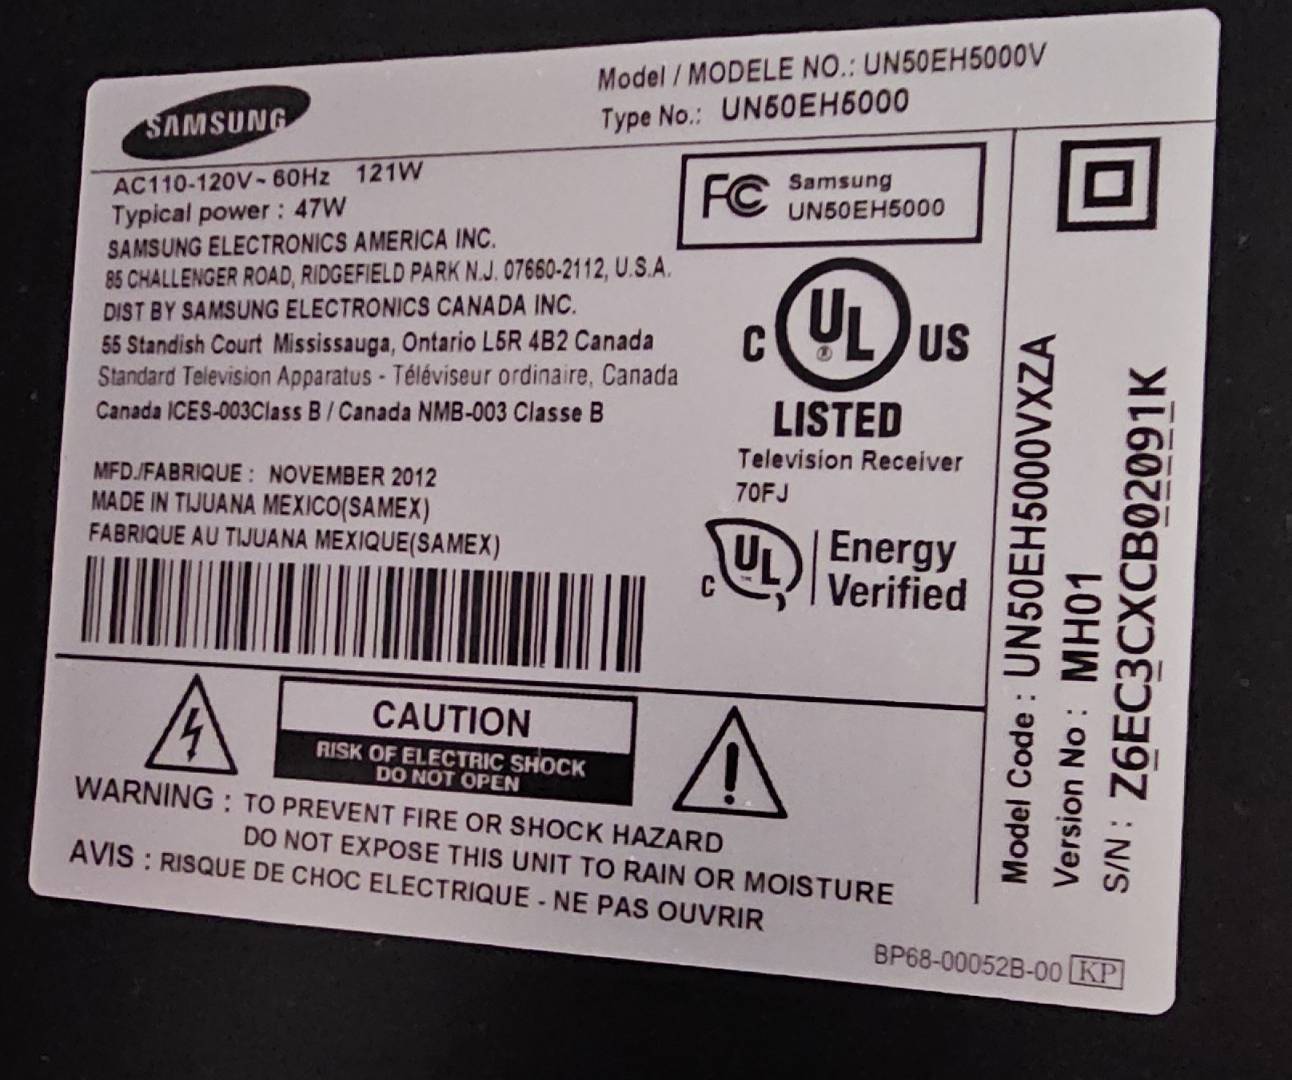 SAMSUNG
Model / MODELE NO.: UN50EH5000V
Type No.: UN50EH5000
AC110-120V~60Hz 121W
Typical power : 47W
SAMSUNG ELECTRONICS AMERICA INC.
85 CHALLENGER ROAD, RIDGEFIELD PARK N.J. 07660-2112, U.S.A.
DIST BY SAMSUNG ELECTRONICS CANADA INC.
55 Standish Court Mississauga, Ontario L5R 4B2 Canada
Standard Television Apparatus - Téléviseur ordinaire, Canada
Canada ICES-003Class B / Canada NMB-003 Classe B
MFD./FABRIQUE : NOVEMBER 2012
MADE IN TIJUANA MEXICO(SAMEX)
FABRIQUE AU TIJUANA MEXIQUE(SAMEX)
FC Samsung
UN50EH5000
C UL ® US
LISTED
Television Receiver
70FJ
C UL ™ Energy
Verified
CAUTION
RISK OF ELECTRIC SHOCK
DO NOT OPEN
WARNING : TO PREVENT FIRE OR SHOCK HAZARD
DO NOT EXPOSE THIS UNIT TO RAIN OR MOISTURE
AVIS : RISQUE DE CHOC ELECTRIQUE - NE PAS OUVRIR
Model Code : UN50EH5000VXZA
Version No : MH01
S/N : Z6EC3CXCB02091K
BP68-00052B-00 KP